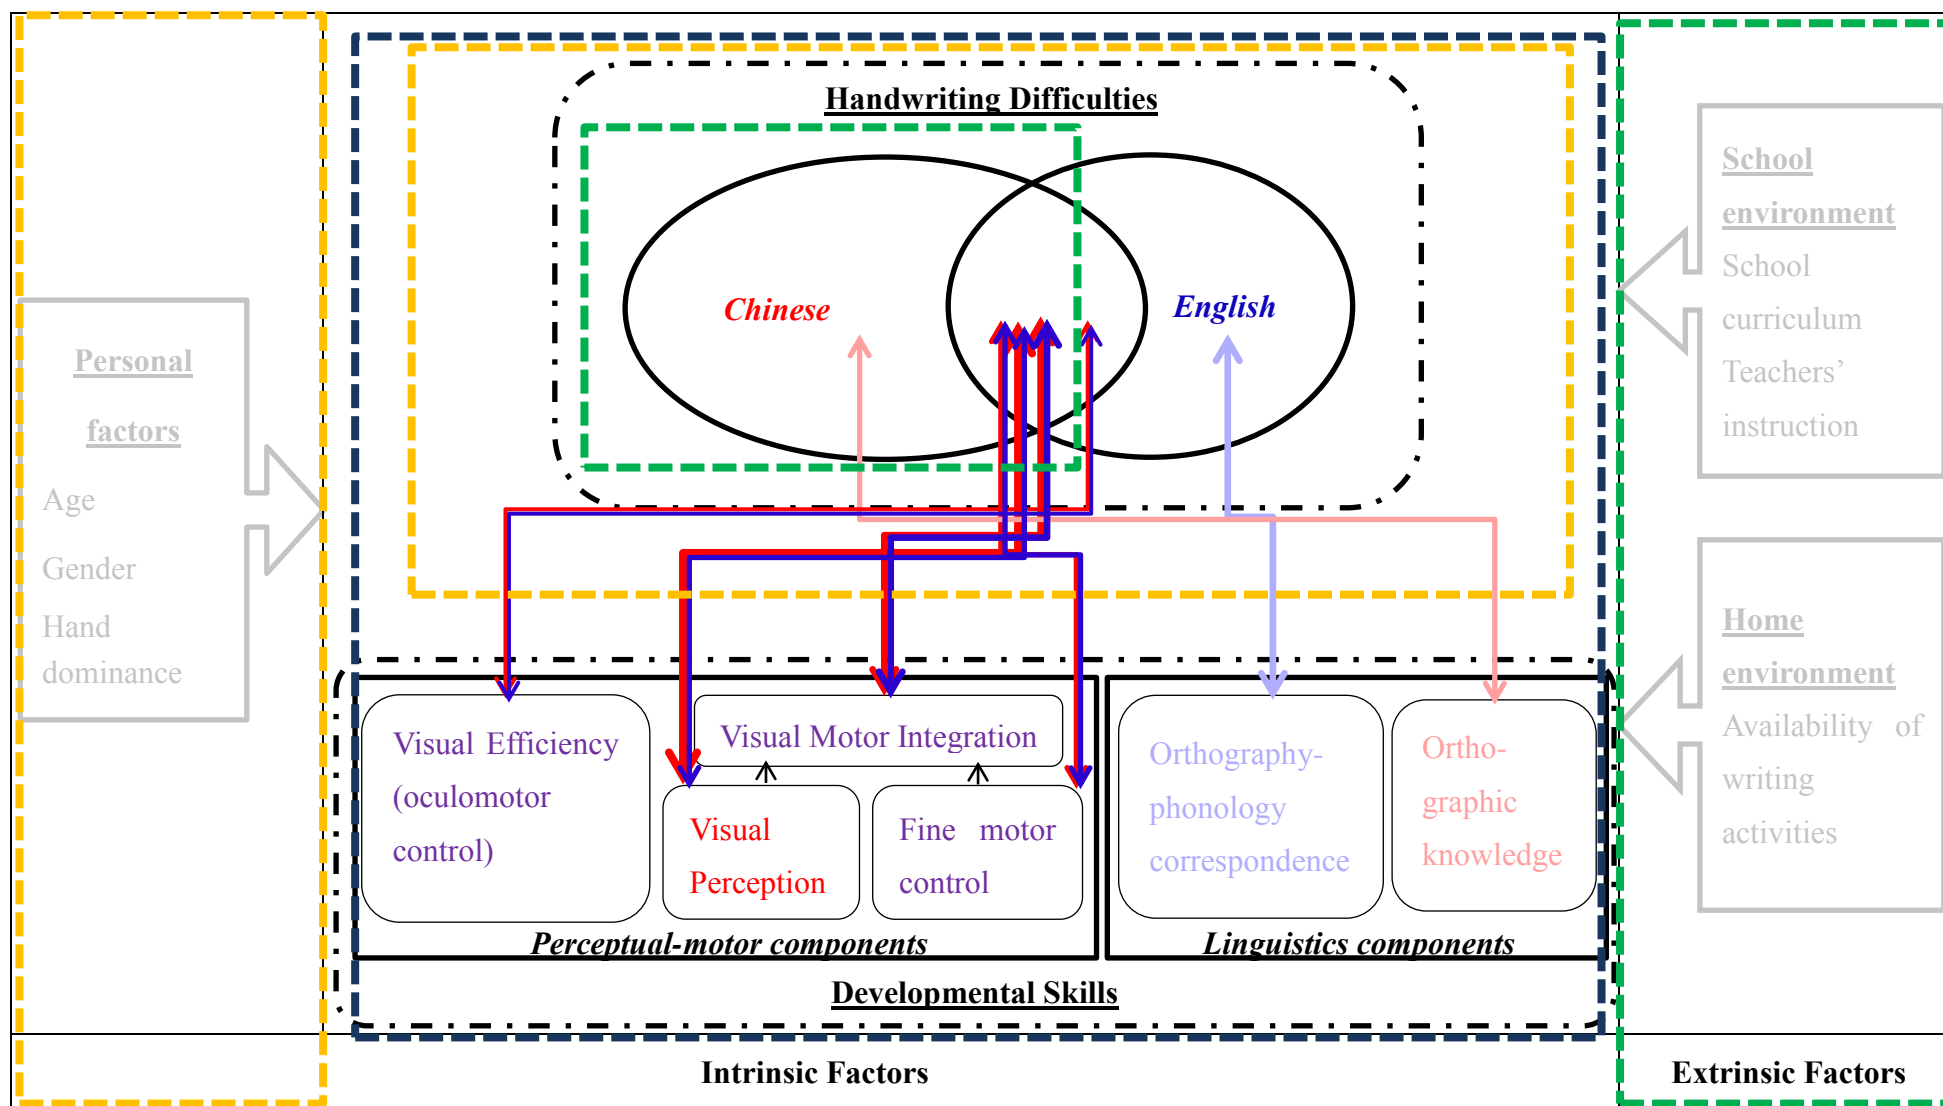 Handwriting Difficulties
Chinese
English
Personal
factors
Age
Gender
Hand
dominance
School
environment
School
curriculum
Teachers’
instruction
Home
environment
Availability of
writing
activities
Visual Efficiency
(oculomotor
control)
Visual Motor Integration
Visual
Perception
Fine motor
control
Orthography-
phonology
correspondence
Ortho-
graphic
knowledge
Perceptual-motor components
Linguistics components
Developmental Skills
Intrinsic Factors
Extrinsic Factors